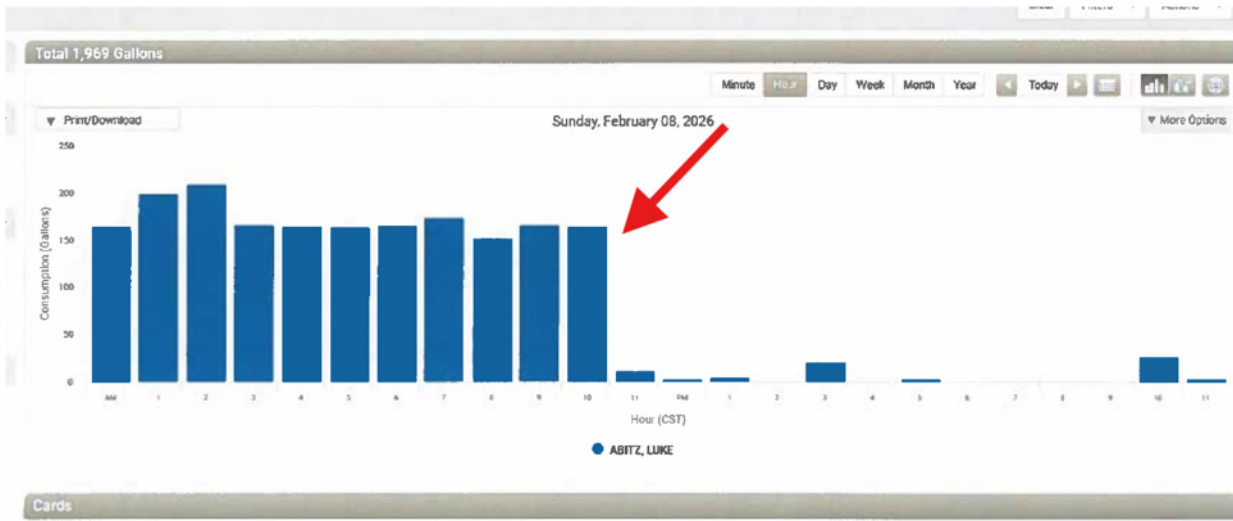 Total 1,969 Gallons
Minute Hour Day Week Month Year Today
Print/Download
Sunday, February 08, 2026
More Options
250
200
150
100
50
0
Consumption (Gallons)
AM 1 2 3 4 5 6 7 8 9 10 11 PM 1 2 3 4 5 6 7 8 9 10 11
Hour (CST)
ABITZ, LUKE
Cards